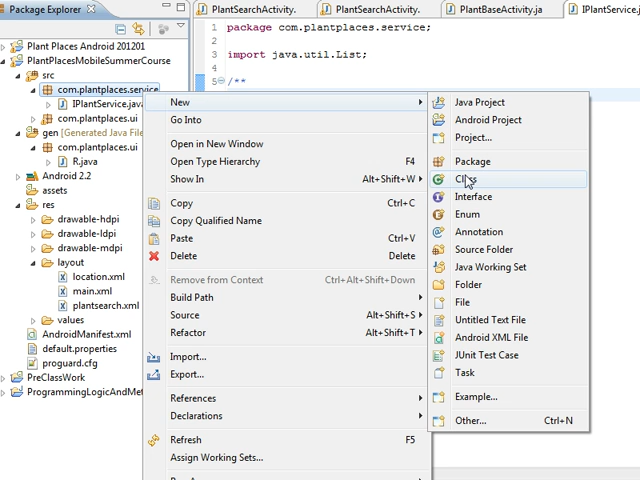 Package Explorer
Plant Places Android 201201
PlantPlacesMobileSummerCourse
src
com.plantplaces.service
IPlantService.java
com.plantplaces.ui
gen [Generated Java File
com.plantplaces.ui
R.java
Android 2.2
assets
res
drawable-hdpi
drawable-ldpi
drawable-mdpi
layout
location.xml
main.xml
plantsearch.xml
values
AndroidManifest.xml
default.properties
proguard.cfg
PreClassWork
ProgrammingLogicAndMet
PlantSearchActivity.
PlantSearchActivity.
PlantBaseActivity.ja
IPlantService.j
1 package com.plantplaces.service;
2
3 import java.util.List;
4
5 /**
New
Go Into
Open in New Window
Open Type Hierarchy F4
Show In Alt+Shift+W
Copy Ctrl+C
Copy Qualified Name
Paste Ctrl+V
Delete Delete
Remove from Context Ctrl+Alt+Shift+Down
Build Path
Source Alt+Shift+S
Refactor Alt+Shift+T
Import...
Export...
References
Declarations
Refresh F5
Assign Working Sets...
Java Project
Android Project
Project...
Package
Class
Interface
Enum
Annotation
Source Folder
Java Working Set
Folder
File
Untitled Text File
Android XML File
JUnit Test Case
Task
Example...
Other... Ctrl+N